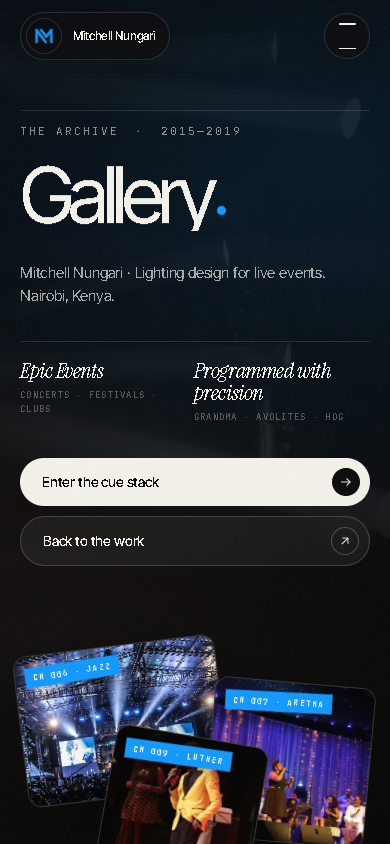 Mitchell Nungari
THE ARCHIVE · 2015—2019
Gallery.
Mitchell Nungari · Lighting design for live events.
Nairobi, Kenya.
Epic Events
CONCERTS · FESTIVALS ·
CLUBS
Programmed with
precision
GRANDMA · AVOLITES · HOG
Enter the cue stack
Back to the work
CH 006 · JAZZ
CH 007 · ARETHA
CH 009 · LUTHER